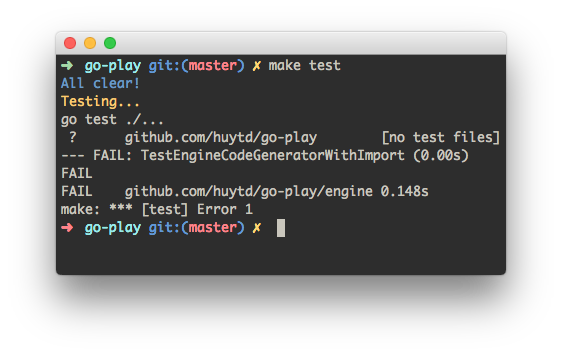 ➜ go-play git:(master) ✗ make test
All clear!
Testing...
go test ./...
? github.com/huytd/go-play [no test files]
--- FAIL: TestEngineCodeGeneratorWithImport (0.00s)
FAIL
FAIL github.com/huytd/go-play/engine 0.148s
make: *** [test] Error 1
➜ go-play git:(master) ✗